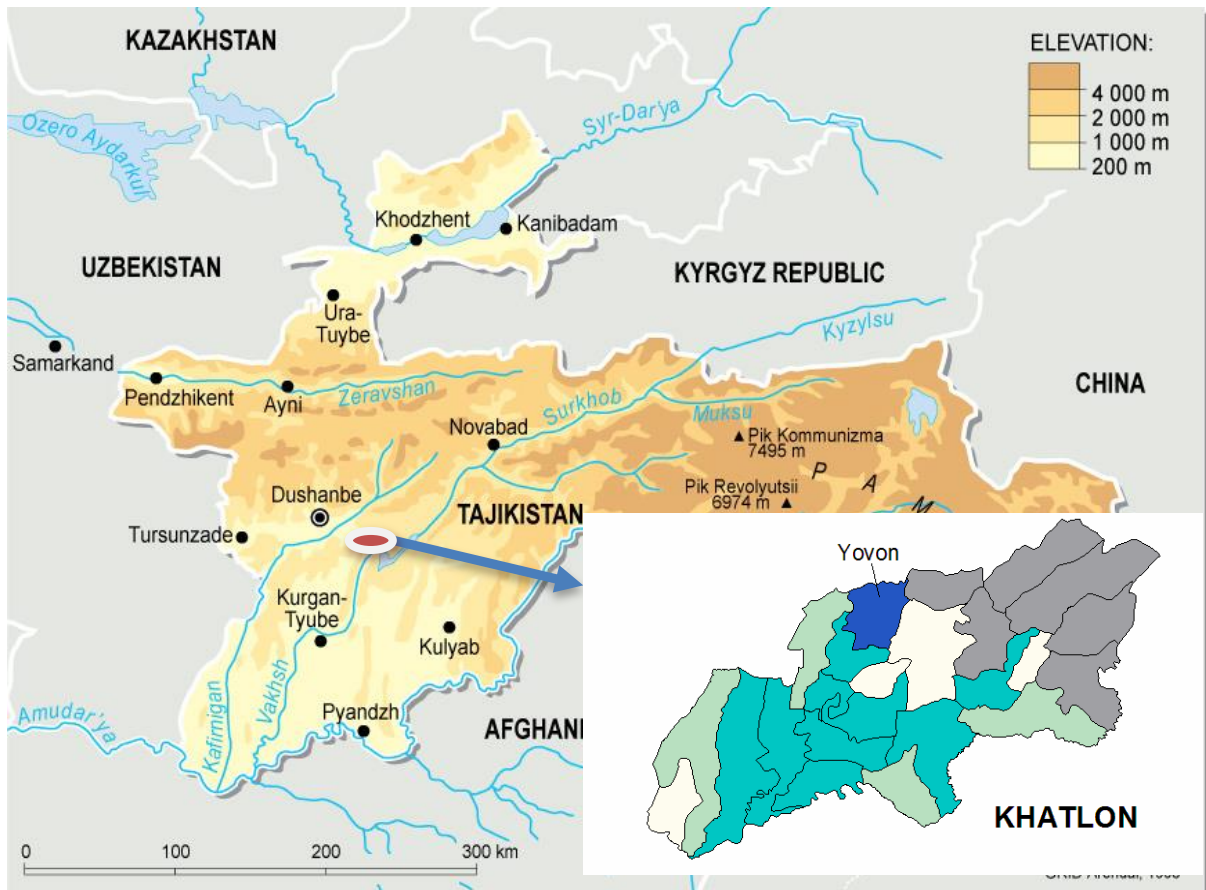 KAZAKHSTAN
ELEVATION:
4 000 m
2 000 m
1 000 m
200 m
Ozero Aydarkul
Syr-Dar'ya
Khodzhent
Kanibadam
UZBEKISTAN
KYRGYZ REPUBLIC
Ura-
Tuybe
Kyzylsu
Samarkand
CHINA
Pendzhikent
Ayni
Zeravshan
Surkhob
Muksu
Novabad
Pik Kommunizma
7495 m
P A M
Pik Revolyutsii
6974 m
Dushanbe
TAJIKISTAN
Tursunzade
Yovon
Kurgan-
Tyube
Kulyab
Kafirnigan
Vakhsh
Pyandzh
Amudar'ya
AFGHANI
KHATLON
0 100 200 300 km